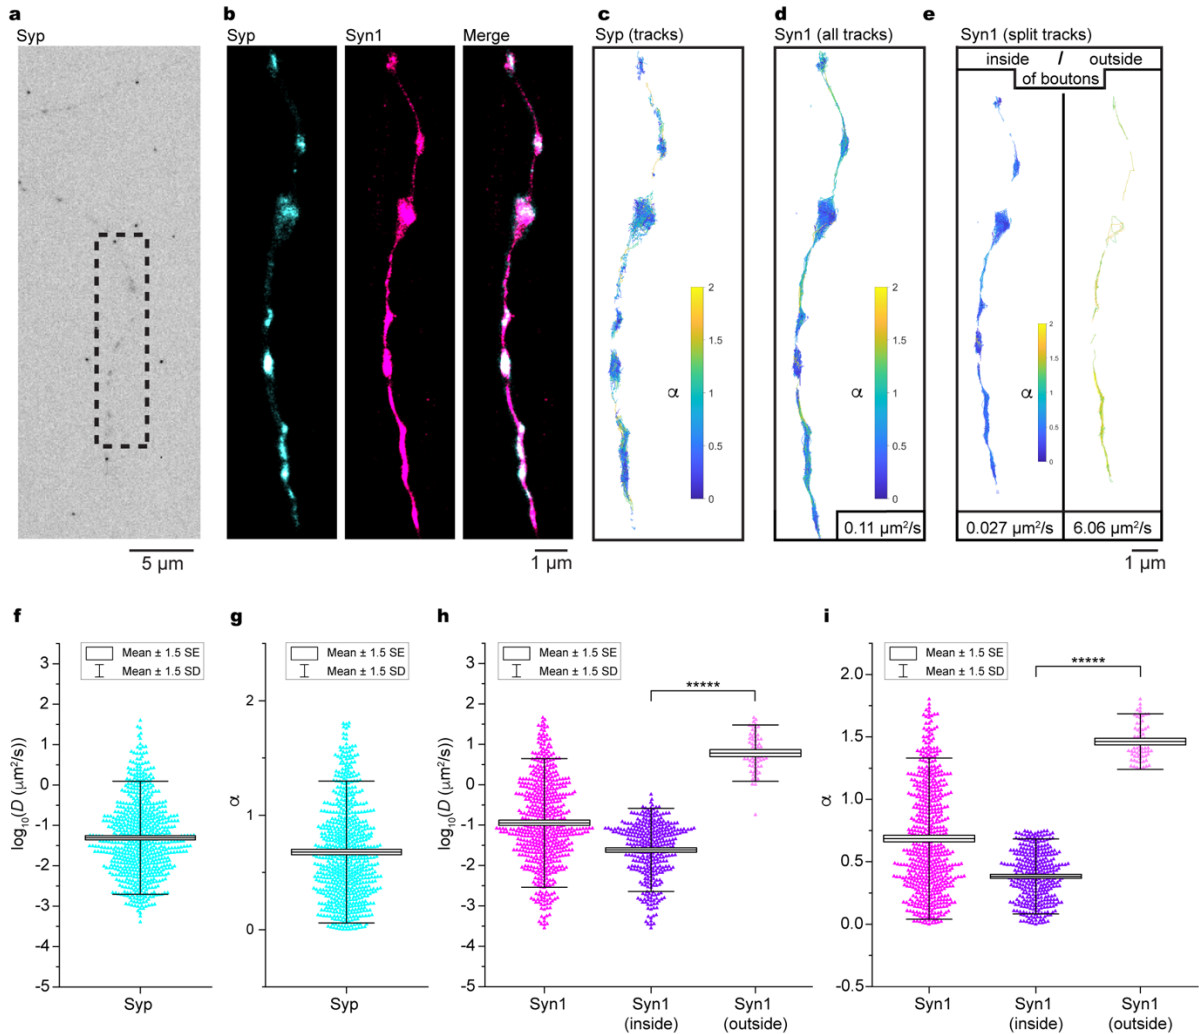 a
Syp
5 µm
b
Syp
Syn1
Merge
1 µm
c
Syp (tracks)
α
2
1.5
1
0.5
0
d
Syn1 (all tracks)
α
2
1.5
1
0.5
0
0.11 µm²/s
e
Syn1 (split tracks)
inside / outside
of boutons
α
2
1.5
1
0.5
0
0.027 µm²/s
6.06 µm²/s
1 µm
f
Mean ± 1.5 SE
Mean ± 1.5 SD
log₁₀(D (µm²/s))
3
2
1
0
-1
-2
-3
-4
-5
Syp
g
Mean ± 1.5 SE
Mean ± 1.5 SD
α
2
1
0
Syp
h
Mean ± 1.5 SE
Mean ± 1.5 SD
*****
log₁₀(D (µm²/s))
3
2
1
0
-1
-2
-3
-4
-5
Syn1
Syn1
(inside)
Syn1
(outside)
i
Mean ± 1.5 SE
Mean ± 1.5 SD
*****
α
2.0
1.5
1.0
0.5
0.0
-0.5
Syn1
Syn1
(inside)
Syn1
(outside)